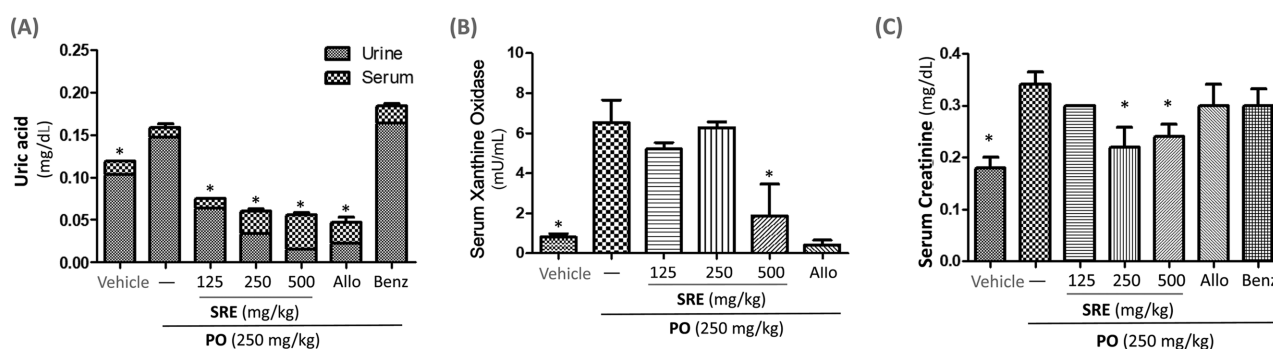 (A)
Uric acid
(mg/dL)
0.25
0.20
0.15
0.10
0.05
0.00
Urine
Serum
*
*
*
*
*
Vehicle — 125 250 500 Allo Benz
SRE (mg/kg)
PO (250 mg/kg)
(B)
Serum Xanthine Oxidase
(mU/mL)
10
8
6
4
2
0
*
*
Vehicle — 125 250 500 Allo
SRE (mg/kg)
PO (250 mg/kg)
(C)
Serum Creatinine (mg/dL)
0.4
0.3
0.2
0.1
0.0
*
*
*
Vehicle — 125 250 500 Allo Benz
SRE (mg/kg)
PO (250 mg/kg)